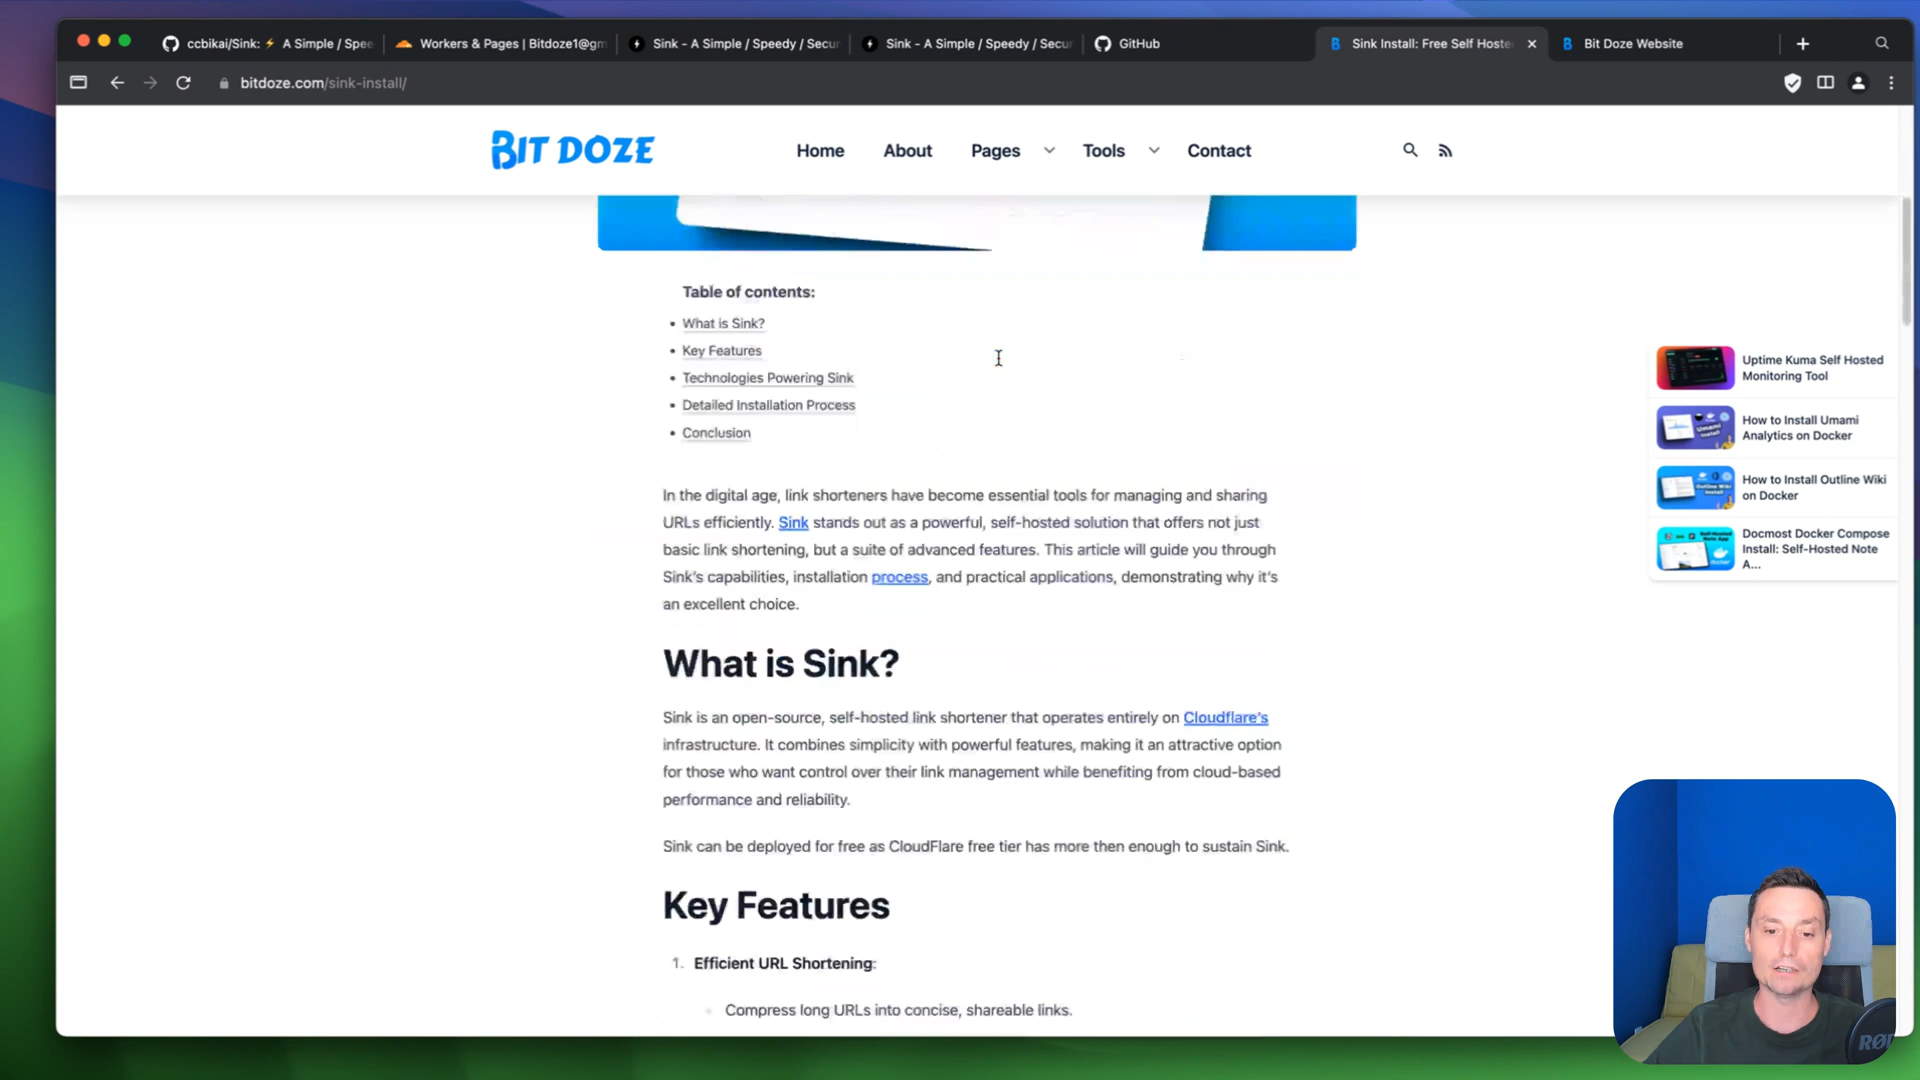 ccbikai/Sink: ⚡ A Simple / Spee
Workers & Pages | Bitdoze1@gm
Sink - A Simple / Speedy / Secur
Sink - A Simple / Speedy / Secur
GitHub
Sink Install: Free Self Hoste
Bit Doze Website
bitdoze.com/sink-install/
BIT DOZE
Home
About
Pages
Tools
Contact
Table of contents:
• What is Sink?
• Key Features
• Technologies Powering Sink
• Detailed Installation Process
• Conclusion
In the digital age, link shorteners have become essential tools for managing and sharing
URLs efficiently. Sink stands out as a powerful, self-hosted solution that offers not just
basic link shortening, but a suite of advanced features. This article will guide you through
Sink's capabilities, installation process, and practical applications, demonstrating why it's
an excellent choice.
What is Sink?
Sink is an open-source, self-hosted link shortener that operates entirely on Cloudflare's
infrastructure. It combines simplicity with powerful features, making it an attractive option
for those who want control over their link management while benefiting from cloud-based
performance and reliability.
Sink can be deployed for free as CloudFlare free tier has more then enough to sustain Sink.
Key Features
1. Efficient URL Shortening:
Compress long URLs into concise, shareable links.
Uptime Kuma Self Hosted
Monitoring Tool
How to Install Umami
Analytics on Docker
How to Install Outline Wiki
on Docker
Docmost Docker Compose
Install: Self-Hosted Note
A...